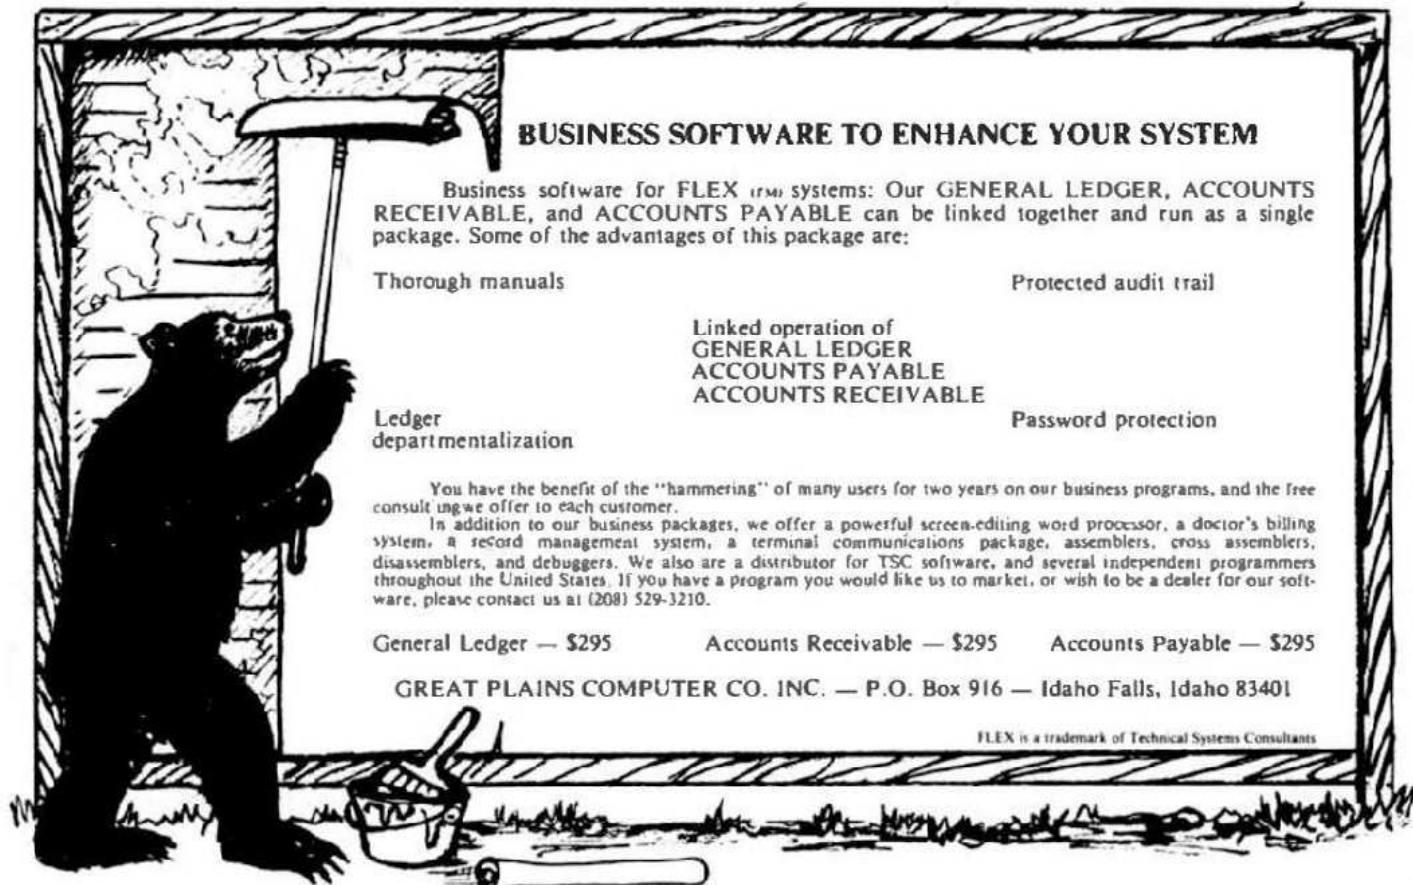 BUSINESS SOFTWARE TO ENHANCE YOUR SYSTEM
Business software for FLEX (TM) systems: Our GENERAL LEDGER, ACCOUNTS
RECEIVABLE, and ACCOUNTS PAYABLE can be linked together and run as a single
package. Some of the advantages of this package are:
Thorough manuals Protected audit trail
Linked operation of
GENERAL LEDGER
ACCOUNTS PAYABLE
ACCOUNTS RECEIVABLE
Ledger Password protection
departmentalization
You have the benefit of the "hammering" of many users for two years on our business programs, and the free
consulting we offer to each customer.
In addition to our business packages, we offer a powerful screen-editing word processor, a doctor's billing
system, a record management system, a terminal communications package, assemblers, cross assemblers,
disassemblers, and debuggers. We also are a distributor for TSC software, and several independent programmers
throughout the United States. If you have a program you would like us to market, or wish to be a dealer for our soft-
ware, please contact us at (208) 529-3210.
General Ledger — $295 Accounts Receivable — $295 Accounts Payable — $295
GREAT PLAINS COMPUTER CO. INC. — P.O. Box 916 — Idaho Falls, Idaho 83401
FLEX is a trademark of Technical Systems Consultants